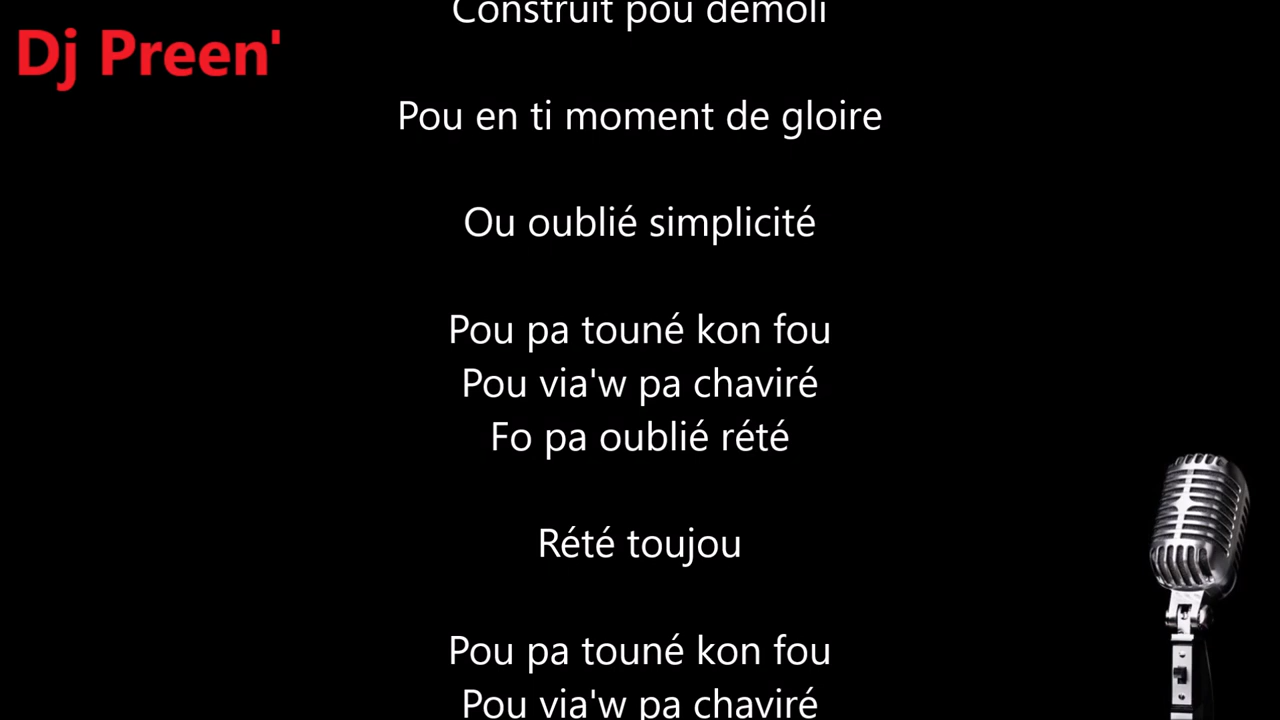 Dj Preen'
Construit pou demoli
Pou en ti moment de gloire
Ou oublié simplicité
Pou pa touné kon fou
Pou via'w pa chaviré
Fo pa oublié rété
Rété toujou
Pou pa touné kon fou
Pou via'w pa chaviré